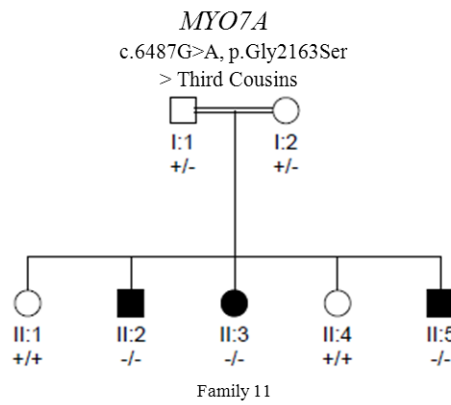 MYO7A
c.6487G>A, p.Gly2163Ser
> Third Cousins
I:1 I:2
+/- +/-
II:1 II:2 II:3 II:4 II:5
+/+ -/- -/- +/+ -/-
Family 11